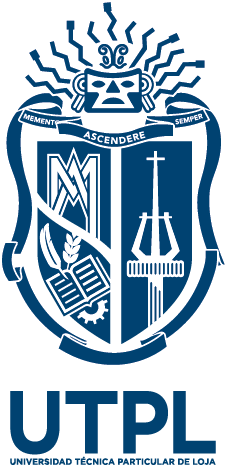 MEMENTO ASCENDERE SEMPER
UTPL
UNIVERSIDAD TÉCNICA PARTICULAR DE LOJA